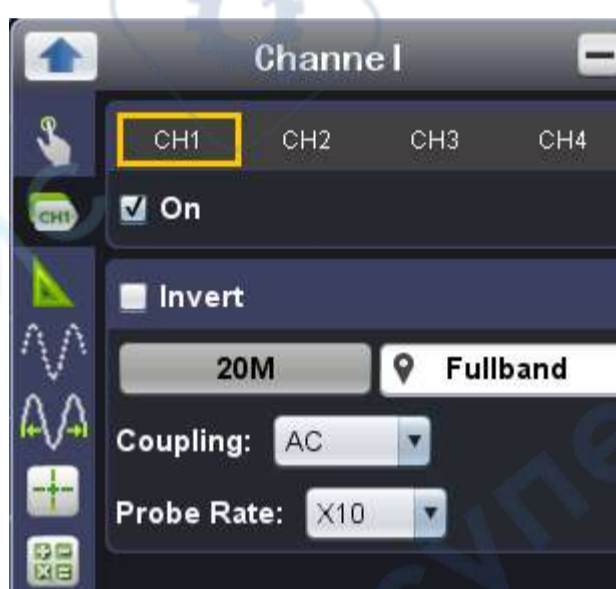 Channel
CH1 CH2 CH3 CH4
CH1
On
Invert
20M Fullband
Coupling: AC
Probe Rate: X10